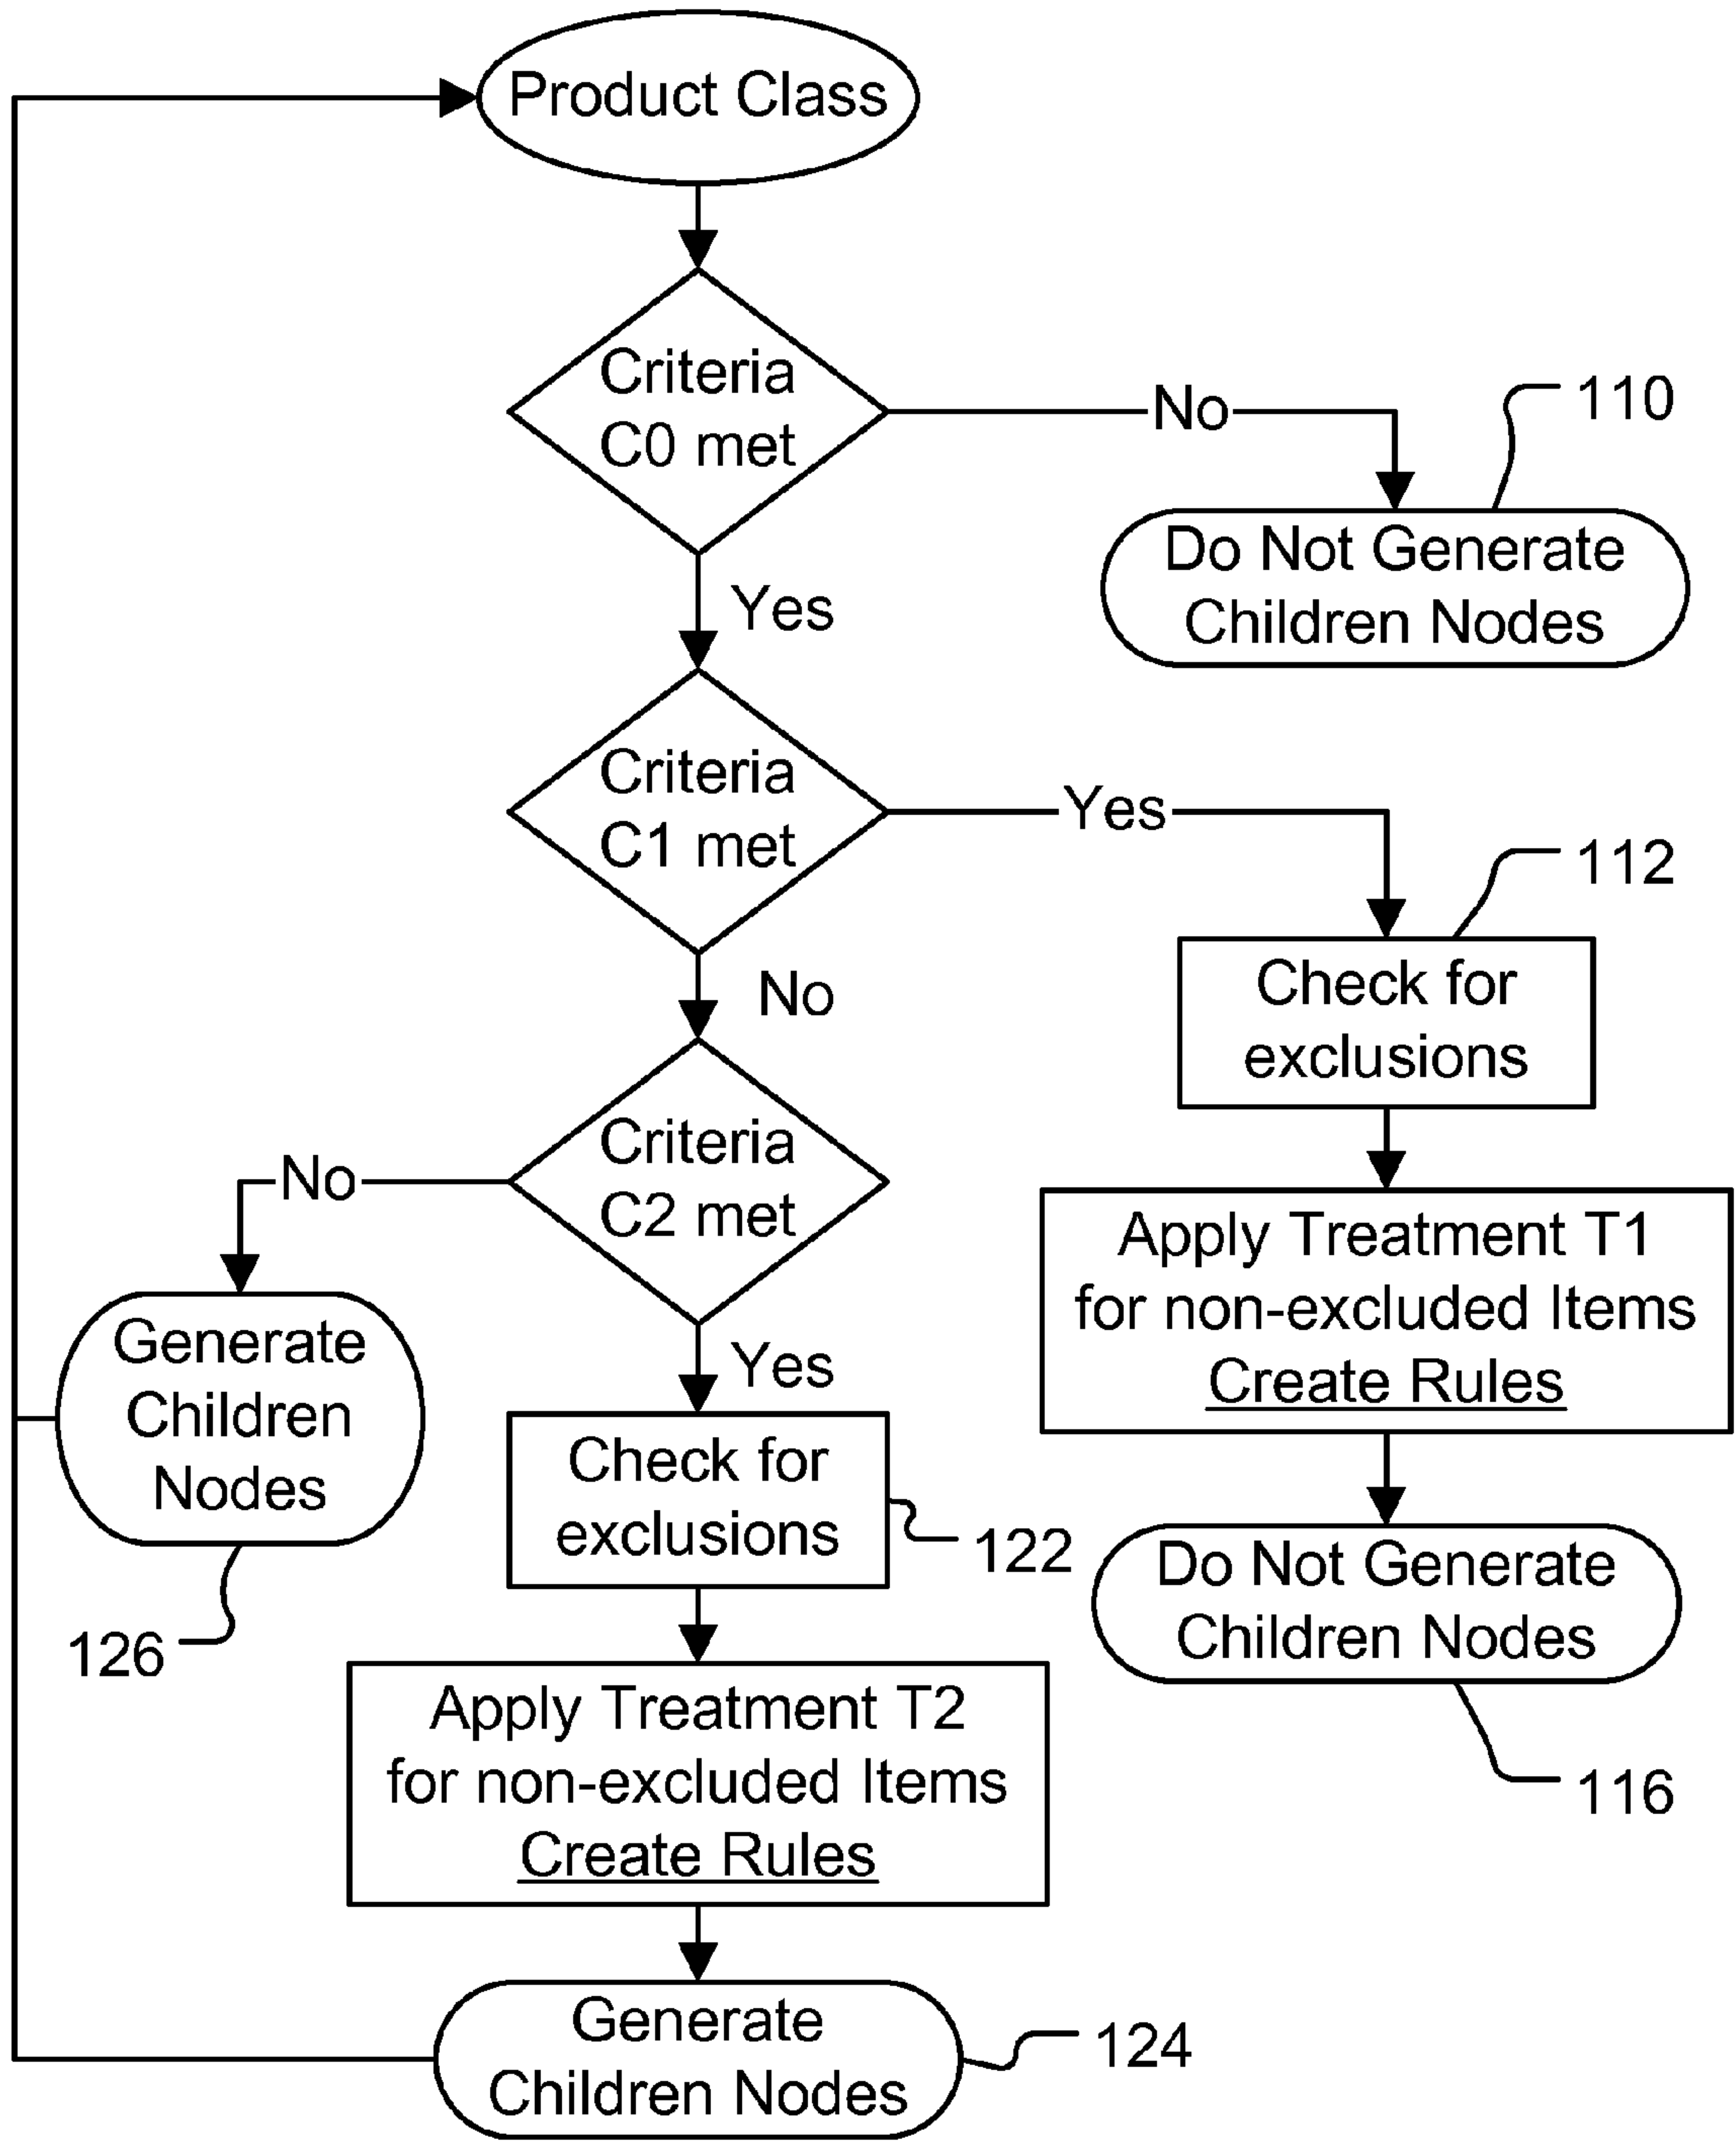 Product Class
Criteria
C0 met
No
110
Do Not Generate
Children Nodes
Yes
Criteria
C1 met
Yes
112
Check for
exclusions
No
Criteria
C2 met
No
Apply Treatment T1
for non-excluded Items
Create Rules
Generate
Children
Nodes
Yes
Check for
exclusions
122
Do Not Generate
Children Nodes
126
116
Apply Treatment T2
for non-excluded Items
Create Rules
Generate
Children Nodes
124